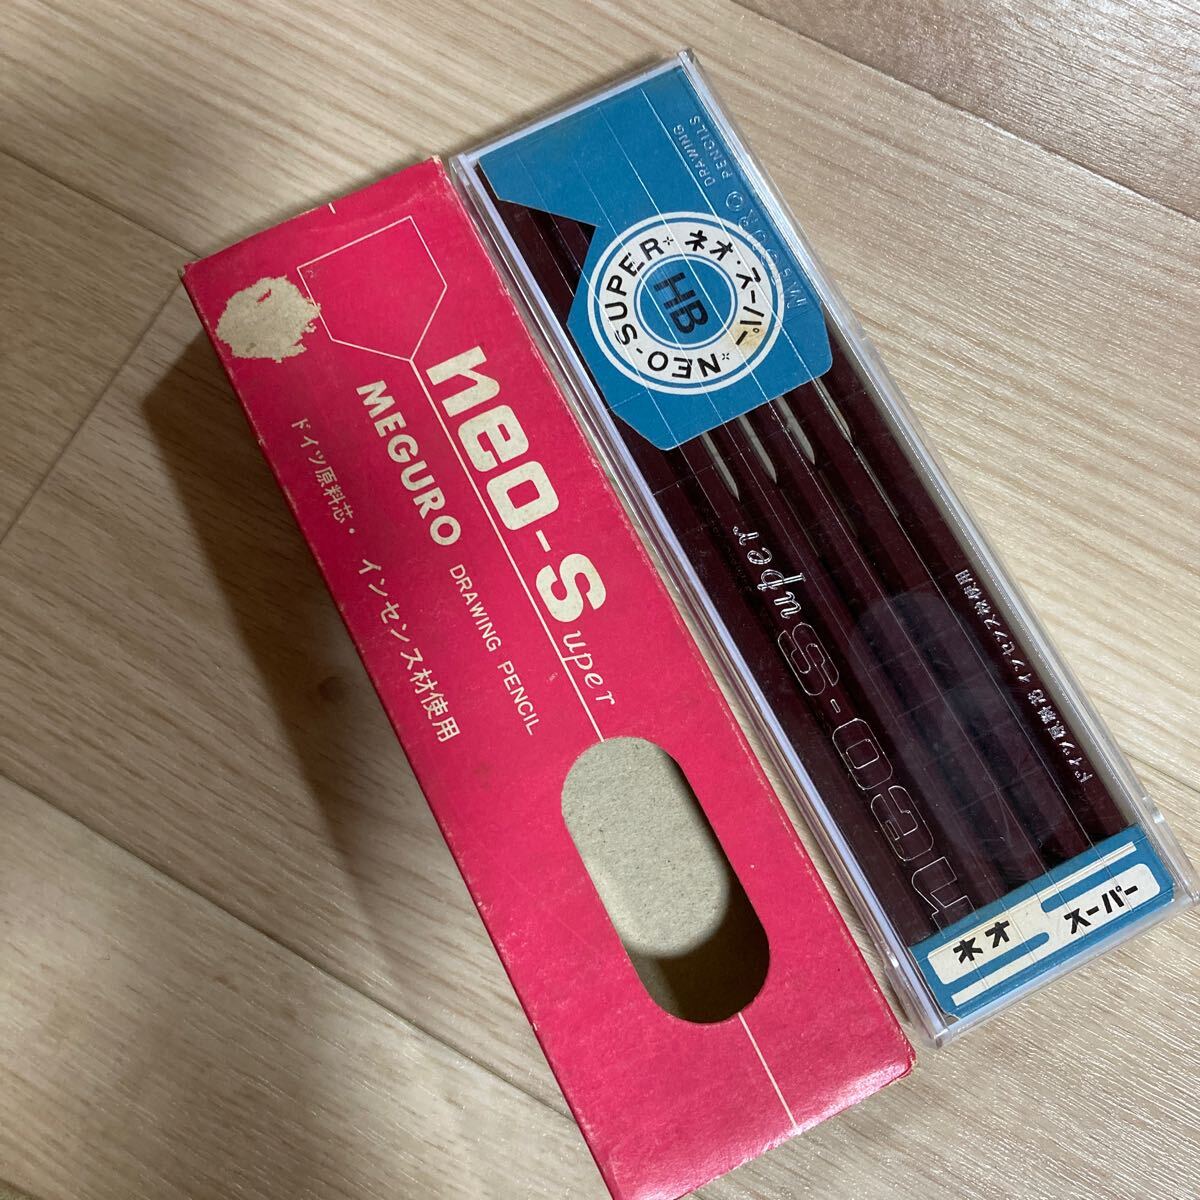 neo-Super
MEGURO DRAWING PENCIL
ドイツ原料芯・インセンス材使用
MEGURO DRAWING
PENCILS
ネオ・スーパー
NEO-SUPER
HB
neo-Super
ドイツ原料芯 インセンス材使用
ネオ スーパー